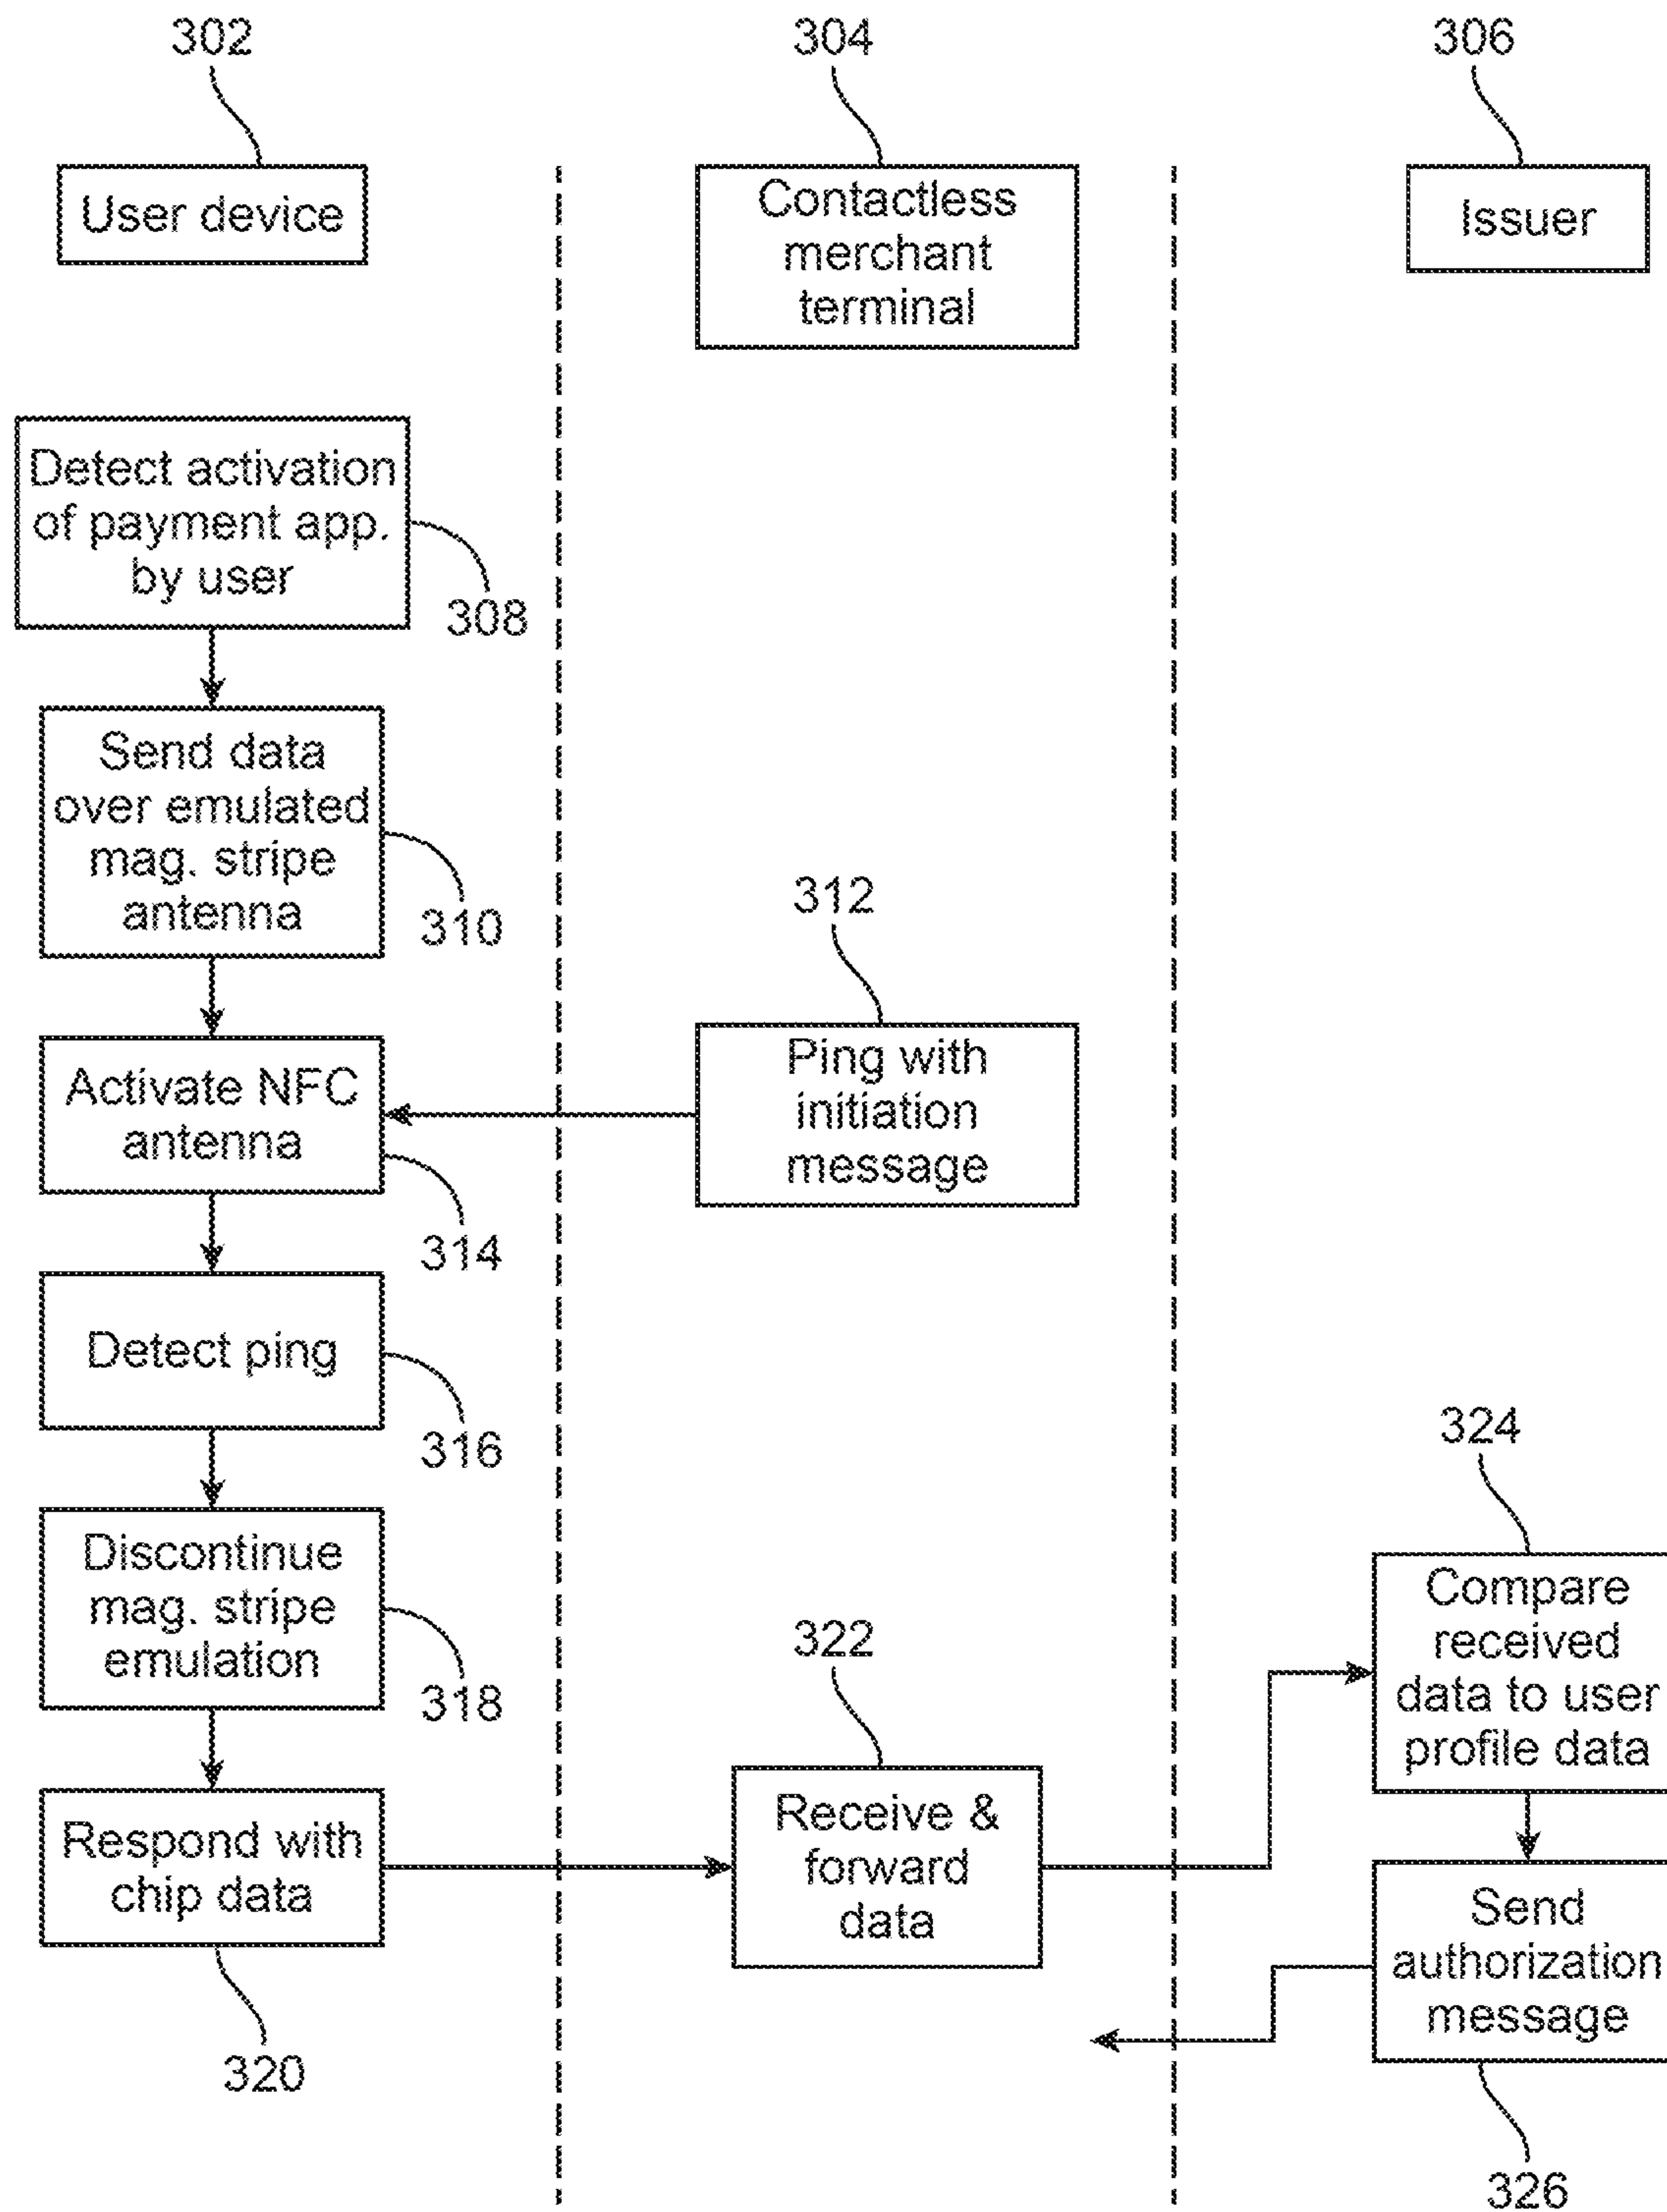 302
304
306
User device
Contactless
merchant
terminal
Issuer
Detect activation
of payment app.
by user
308
Send data
over emulated
mag. stripe
antenna
310
312
Ping with
initiation
message
Activate NFC
antenna
314
Detect ping
316
Discontinue
mag. stripe
emulation
318
Respond with
chip data
320
322
Receive &
forward
data
324
Compare
received
data to user
profile data
Send
authorization
message
326